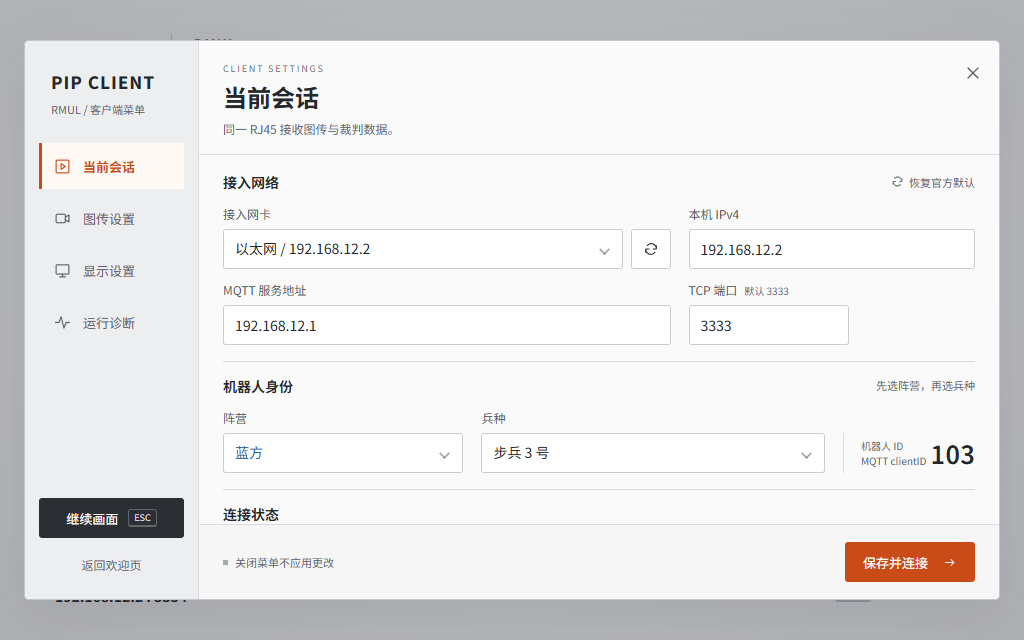 PIP CLIENT
RMUL / 客户端菜单
当前会话
图传设置
显示设置
运行诊断
继续画面 ESC
返回欢迎页
CLIENT SETTINGS
当前会话
同一 RJ45 接收图传与裁判数据。
接入网络
恢复官方默认
接入网卡
本机 IPv4
以太网 / 192.168.12.2
192.168.12.2
MQTT 服务地址
TCP 端口 默认 3333
192.168.12.1
3333
机器人身份
先选阵营，再选兵种
阵营
兵种
蓝方
步兵 3 号
机器人 ID
MQTT clientID
103
连接状态
关闭菜单不应用更改
保存并连接 →